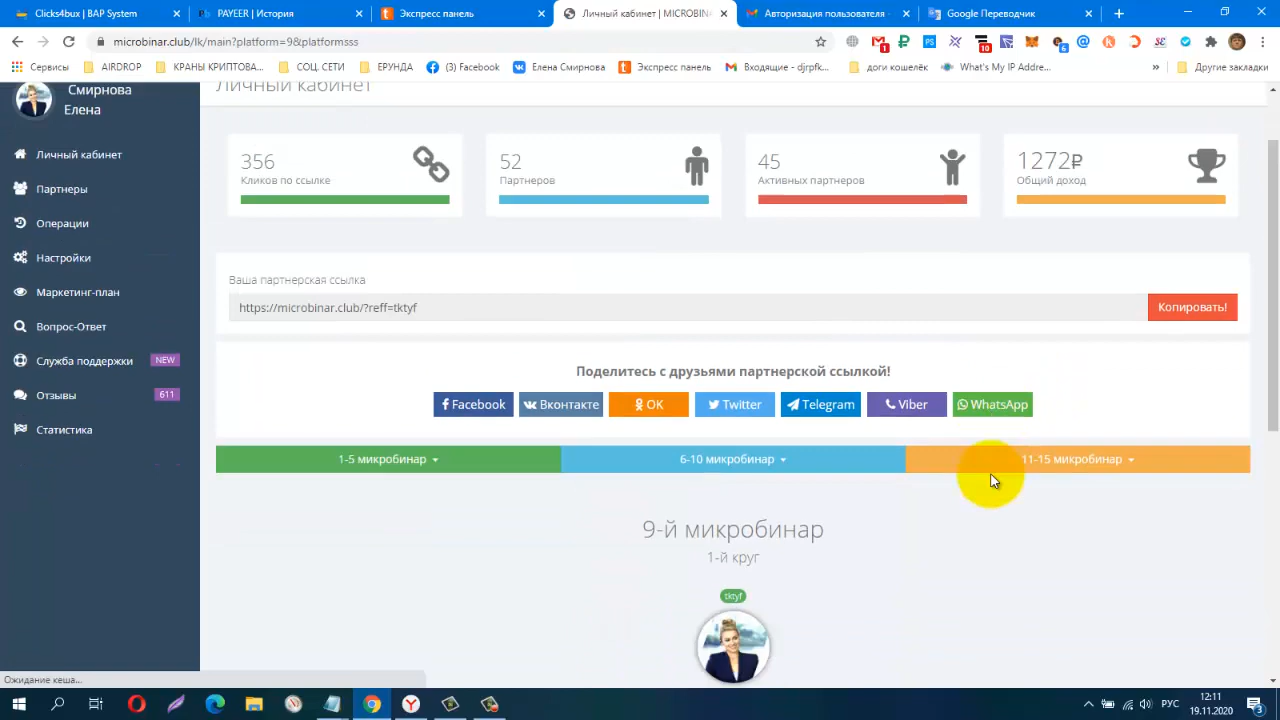 Clicks4bux | BAP System
PAYEER | История
Экспресс панель
Личный кабинет | MICROBINA
Авторизация пользователя -
Google Переводчик
microbinar.club/lk/main?platform=9&platformsss
1
10
6
Сервисы
AIRDROP
КРАНЫ КРИПТОВА...
СОЦ. СЕТИ
ЕРУНДА
(3) Facebook
Елена Смирнова
Экспресс панель
Входящие - djrpfk...
доги кошелёк
What's My IP Addre...
»
Другие закладки
Смирнова
Елена
Личный кабинет
Партнеры
Операции
Настройки
Маркетинг-план
Вопрос-Ответ
Служба поддержки
NEW
Отзывы
611
Статистика
Личный кабинет
356
Кликов по ссылке
52
Партнеров
45
Активных партнеров
1272₽
Общий доход
Ваша партнерская ссылка
https://microbinar.club/?reff=tktyf
Копировать!
Поделитесь с друзьями партнерской ссылкой!
Facebook
Вконтакте
OK
Twitter
Telegram
Viber
WhatsApp
1-5 микробинар
6-10 микробинар
11-15 микробинар
9-й микробинар
1-й круг
tktyf
Ожидание кеша...
РУС
12:11
19.11.2020
3